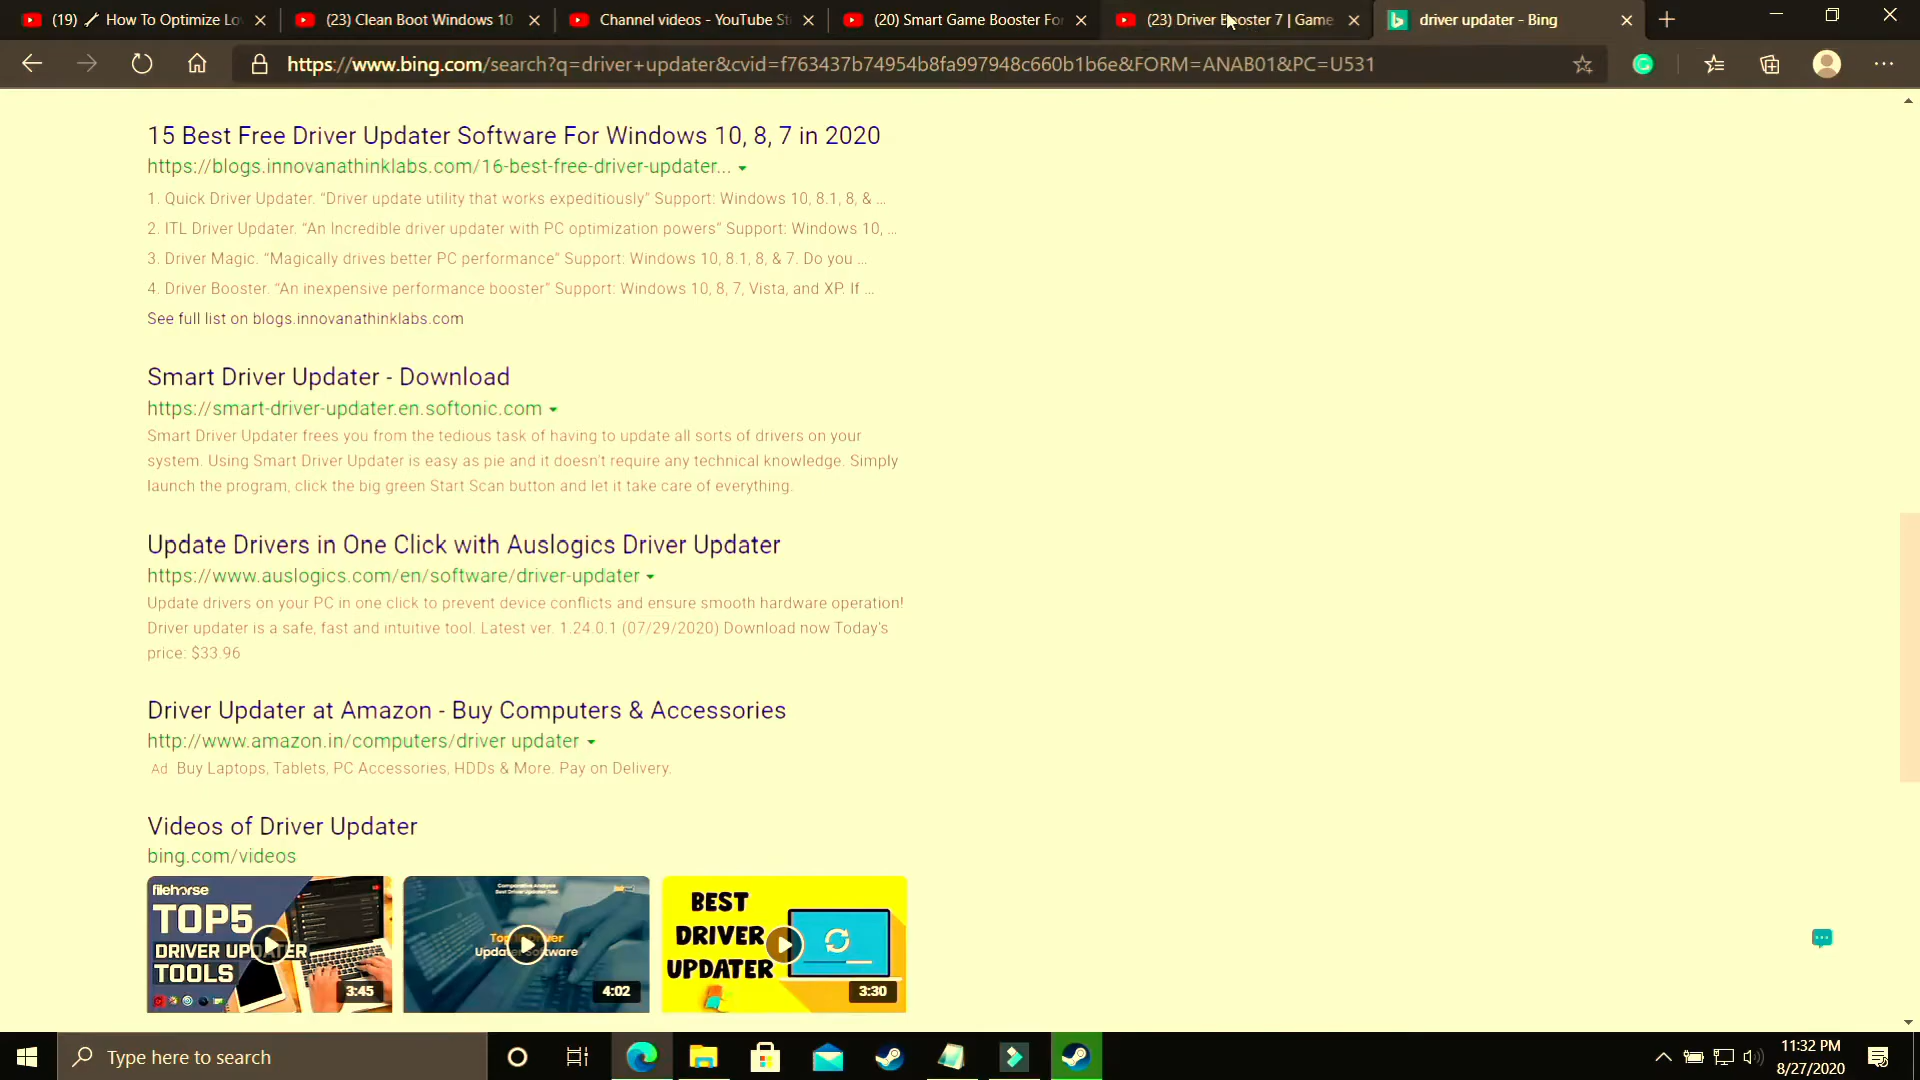 (19) How To Optimize Lo
(23) Clean Boot Windows 10
Channel videos - YouTube St
(20) Smart Game Booster Fo
(23) Driver Booster 7 | Game
driver updater - Bing
https://www.bing.com/search?q=driver+updater&cvid=f763437b74954b8fa997948c660b1b6e&FORM=ANAB01&PC=U531
15 Best Free Driver Updater Software For Windows 10, 8, 7 in 2020
https://blogs.innovanathinklabs.com/16-best-free-driver-updater...
1. Quick Driver Updater. “Driver update utility that works expeditiously” Support: Windows 10, 8.1, 8, & ...
2. ITL Driver Updater. “An Incredible driver updater with PC optimization powers” Support: Windows 10, ...
3. Driver Magic. “Magically drives better PC performance” Support: Windows 10, 8.1, 8, & 7. Do you ...
4. Driver Booster. “An inexpensive performance booster” Support: Windows 10, 8, 7, Vista, and XP. If ...
See full list on blogs.innovanathinklabs.com
Smart Driver Updater - Download
https://smart-driver-updater.en.softonic.com
Smart Driver Updater frees you from the tedious task of having to update all sorts of drivers on your
system. Using Smart Driver Updater is easy as pie and it doesn't require any technical knowledge. Simply
launch the program, click the big green Start Scan button and let it take care of everything.
Update Drivers in One Click with Auslogics Driver Updater
https://www.auslogics.com/en/software/driver-updater
Update drivers on your PC in one click to prevent device conflicts and ensure smooth hardware operation!
Driver updater is a safe, fast and intuitive tool. Latest ver. 1.24.0.1 (07/29/2020) Download now Today's
price: $33.96
Driver Updater at Amazon - Buy Computers & Accessories
http://www.amazon.in/computers/driver updater
Ad Buy Laptops, Tablets, PC Accessories, HDDs & More. Pay on Delivery.
Videos of Driver Updater
bing.com/videos
filehorse
TOP5
DRIVER UPDATER
TOOLS
3:45
Comparative Analysis
Best Driver Updater Tool
Top 10 Driver
Updater Software
4:02
BEST
DRIVER
UPDATER
3:30
Type here to search
11:32 PM
8/27/2020